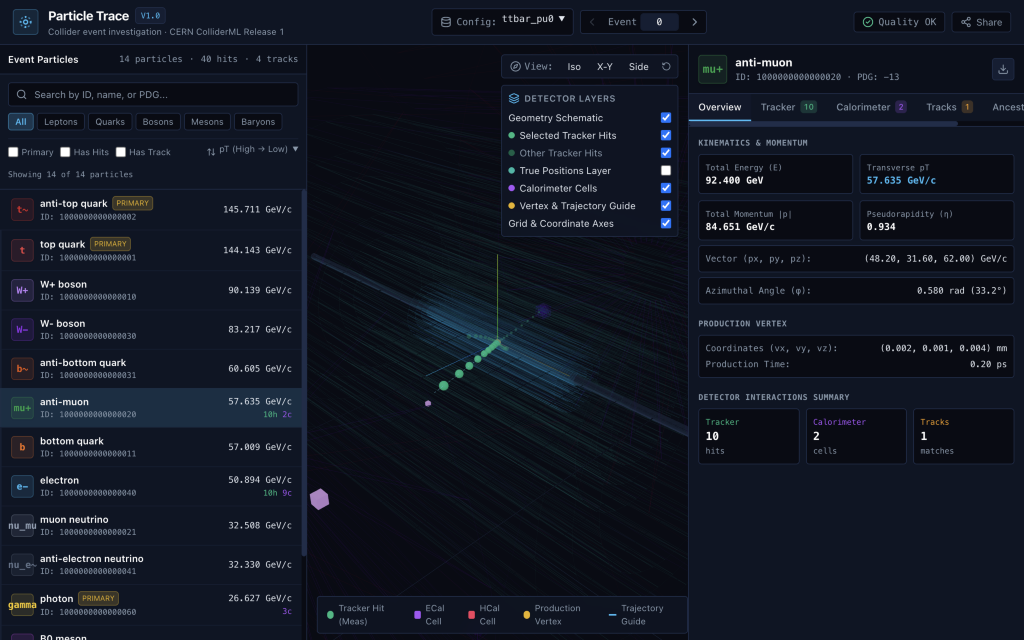 Particle Trace V1.0
Collider event investigation · CERN ColliderML Release 1
Config: ttbar_pu0 ▼
Event 0
Quality OK
Share
Event Particles 14 particles · 40 hits · 4 tracks
Search by ID, name, or PDG...
All Leptons Quarks Bosons Mesons Baryons
Primary Has Hits Has Track pT (High → Low) ▼
Showing 14 of 14 particles
t~ anti-top quark PRIMARY 145.711 GeV/c
ID: 1000000000000002
t top quark PRIMARY 144.143 GeV/c
ID: 1000000000000001
W+ W+ boson 90.139 GeV/c
ID: 1000000000000010
W− W- boson 83.217 GeV/c
ID: 1000000000000030
b~ anti-bottom quark 60.605 GeV/c
ID: 1000000000000031
mu+ anti-muon 57.635 GeV/c
ID: 1000000000000020 10h 2c
b bottom quark 57.009 GeV/c
ID: 1000000000000011
e− electron 50.894 GeV/c
ID: 1000000000000040 10h 9c
nu_mu muon neutrino 32.508 GeV/c
ID: 1000000000000021
nu_e~ anti-electron neutrino 32.330 GeV/c
ID: 1000000000000041
gamma photon PRIMARY 26.627 GeV/c
ID: 1000000000000060 3c
B0 meson
View: Iso X-Y Side
DETECTOR LAYERS
Geometry Schematic
Selected Tracker Hits
Other Tracker Hits
True Positions Layer
Calorimeter Cells
Vertex & Trajectory Guide
Grid & Coordinate Axes
Tracker Hit (Meas)
ECal Cell
HCal Cell
Production Vertex
Trajectory Guide
mu+ anti-muon
ID: 1000000000000020 · PDG: −13
Overview Tracker 10 Calorimeter 2 Tracks 1 Ancest
KINEMATICS & MOMENTUM
Total Energy (E)
92.400 GeV
Transverse pT
57.635 GeV/c
Total Momentum |p|
84.651 GeV/c
Pseudorapidity (η)
0.934
Vector (px, py, pz): (48.20, 31.60, 62.00) GeV/c
Azimuthal Angle (φ): 0.580 rad (33.2°)
PRODUCTION VERTEX
Coordinates (vx, vy, vz): (0.002, 0.001, 0.004) mm
Production Time: 0.20 ps
DETECTOR INTERACTIONS SUMMARY
Tracker
10
hits
Calorimeter
2
cells
Tracks
1
matches